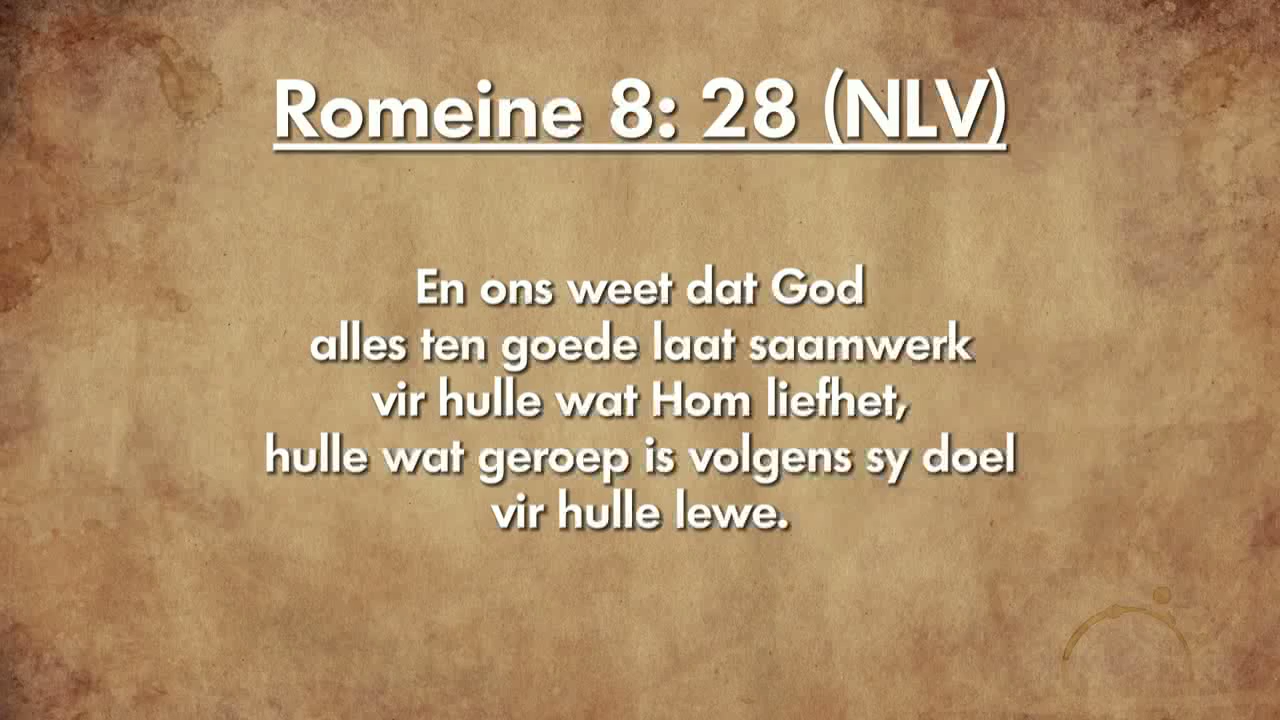 Romeine 8: 28 (NLV)
En ons weet dat God
alles ten goede laat saamwerk
vir hulle wat Hom liefhet,
hulle wat geroep is volgens sy doel
vir hulle lewe.